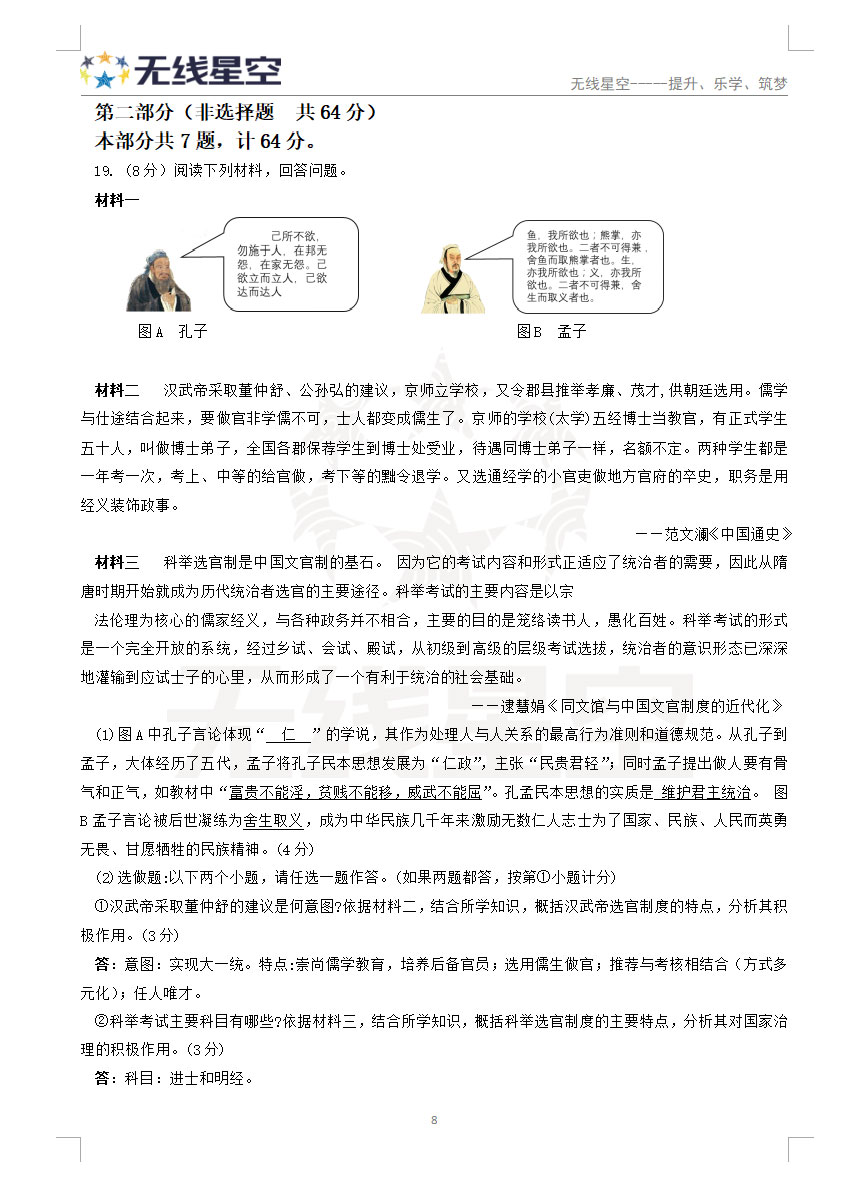 无线星空
无线星空-——提升、乐学、筑梦
第二部分（非选择题　共 64 分）
本部分共 7 题，计 64 分。
19. (8 分) 阅读下列材料，回答问题。
材料一
己所不欲，
勿施于人，在邦无
怨，在家无怨。己
欲立而立人，己欲
达而达人
鱼，我所欲也；熊掌，亦
我所欲也。二者不可得兼，
舍鱼而取熊掌者也。生，
亦我所欲也；义，亦我所
欲也。二者不可得兼，舍
生而取义者也。
图 A　孔子
图 B　孟子
材料二　汉武帝采取董仲舒、公孙弘的建议，京师立学校，又令郡县推举孝廉、茂才,供朝廷选用。儒学
与仕途结合起来，要做官非学儒不可，士人都变成儒生了。京师的学校(太学)五经博士当教官，有正式学生
五十人，叫做博士弟子，全国各郡保荐学生到博士处受业，待遇同博士弟子一样，名额不定。两种学生都是
一年考一次，考上、中等的给官做，考下等的黜令退学。又选通经学的小官吏做地方官府的卒史，职务是用
经义装饰政事。
——范文澜《中国通史》
材料三　科举选官制是中国文官制的基石。 因为它的考试内容和形式正适应了统治者的需要，因此从隋
唐时期开始就成为历代统治者选官的主要途径。科举考试的主要内容是以宗
法伦理为核心的儒家经义，与各种政务并不相合，主要的目的是笼络读书人，愚化百姓。科举考试的形式
是一个完全开放的系统，经过乡试、会试、殿试，从初级到高级的层级考试选拔，统治者的意识形态已深深
地灌输到应试士子的心里，从而形成了一个有利于统治的社会基础。
——逮慧娟《同文馆与中国文官制度的近代化》
(1)图 A 中孔子言论体现“　仁　”的学说，其作为处理人与人关系的最高行为准则和道德规范。从孔子到
孟子，大体经历了五代，孟子将孔子民本思想发展为“仁政”，主张“民贵君轻”；同时孟子提出做人要有骨
气和正气，如教材中“富贵不能淫，贫贱不能移，威武不能屈”。孔孟民本思想的实质是 维护君主统治。 图
B 孟子言论被后世凝练为舍生取义，成为中华民族几千年来激励无数仁人志士为了国家、民族、人民而英勇
无畏、甘愿牺牲的民族精神。(4 分)
(2)选做题:以下两个小题，请任选一题作答。(如果两题都答，按第①小题计分)
①汉武帝采取董仲舒的建议是何意图?依据材料二，结合所学知识，概括汉武帝选官制度的特点，分析其积
极作用。(3 分)
答：意图：实现大一统。特点:崇尚儒学教育，培养后备官员；选用儒生做官；推荐与考核相结合（方式多
元化）；任人唯才。
②科举考试主要科目有哪些?依据材料三，结合所学知识，概括科举选官制度的主要特点，分析其对国家治
理的积极作用。(3 分)
答：科目：进士和明经。
8
无线星空